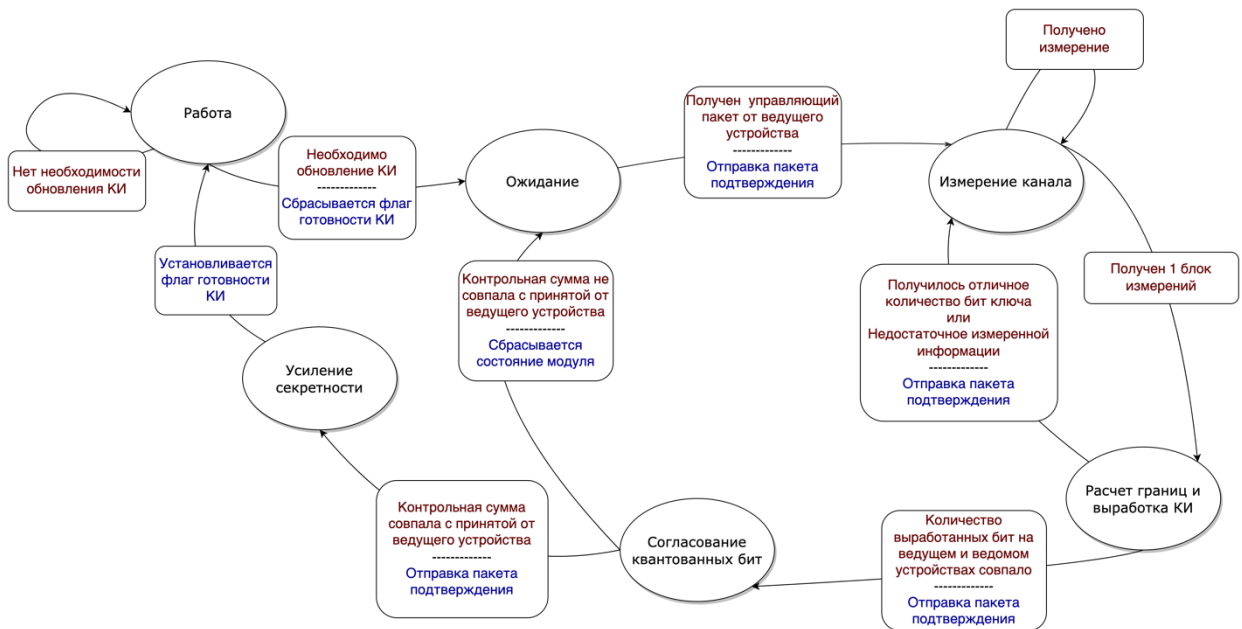 Получено
измерение
Работа
Нет необходимости
обновления КИ
Необходимо
обновление КИ
-------------
Сбрасывается флаг
готовности КИ
Ожидание
Получен управляющий
пакет от ведущего
устройства
-------------
Отправка пакета
подтверждения
Измерение канала
Установливается
флаг готовности
КИ
Контрольная сумма не
совпала с принятой от
ведущего устройства
-------------
Сбрасывается
состояние модуля
Получилось отличное
количество бит ключа
или
Недостаточное измеренной
информации
-------------
Отправка пакета
подтверждения
Получен 1 блок
измерений
Усиление
секретности
Контрольная сумма
совпала с принятой от
ведущего устройства
-------------
Отправка пакета
подтверждения
Согласование
квантованных бит
Количество
выработанных бит на
ведущем и ведомом
устройствах совпало
-------------
Отправка пакета
подтверждения
Расчет границ и
выработка КИ